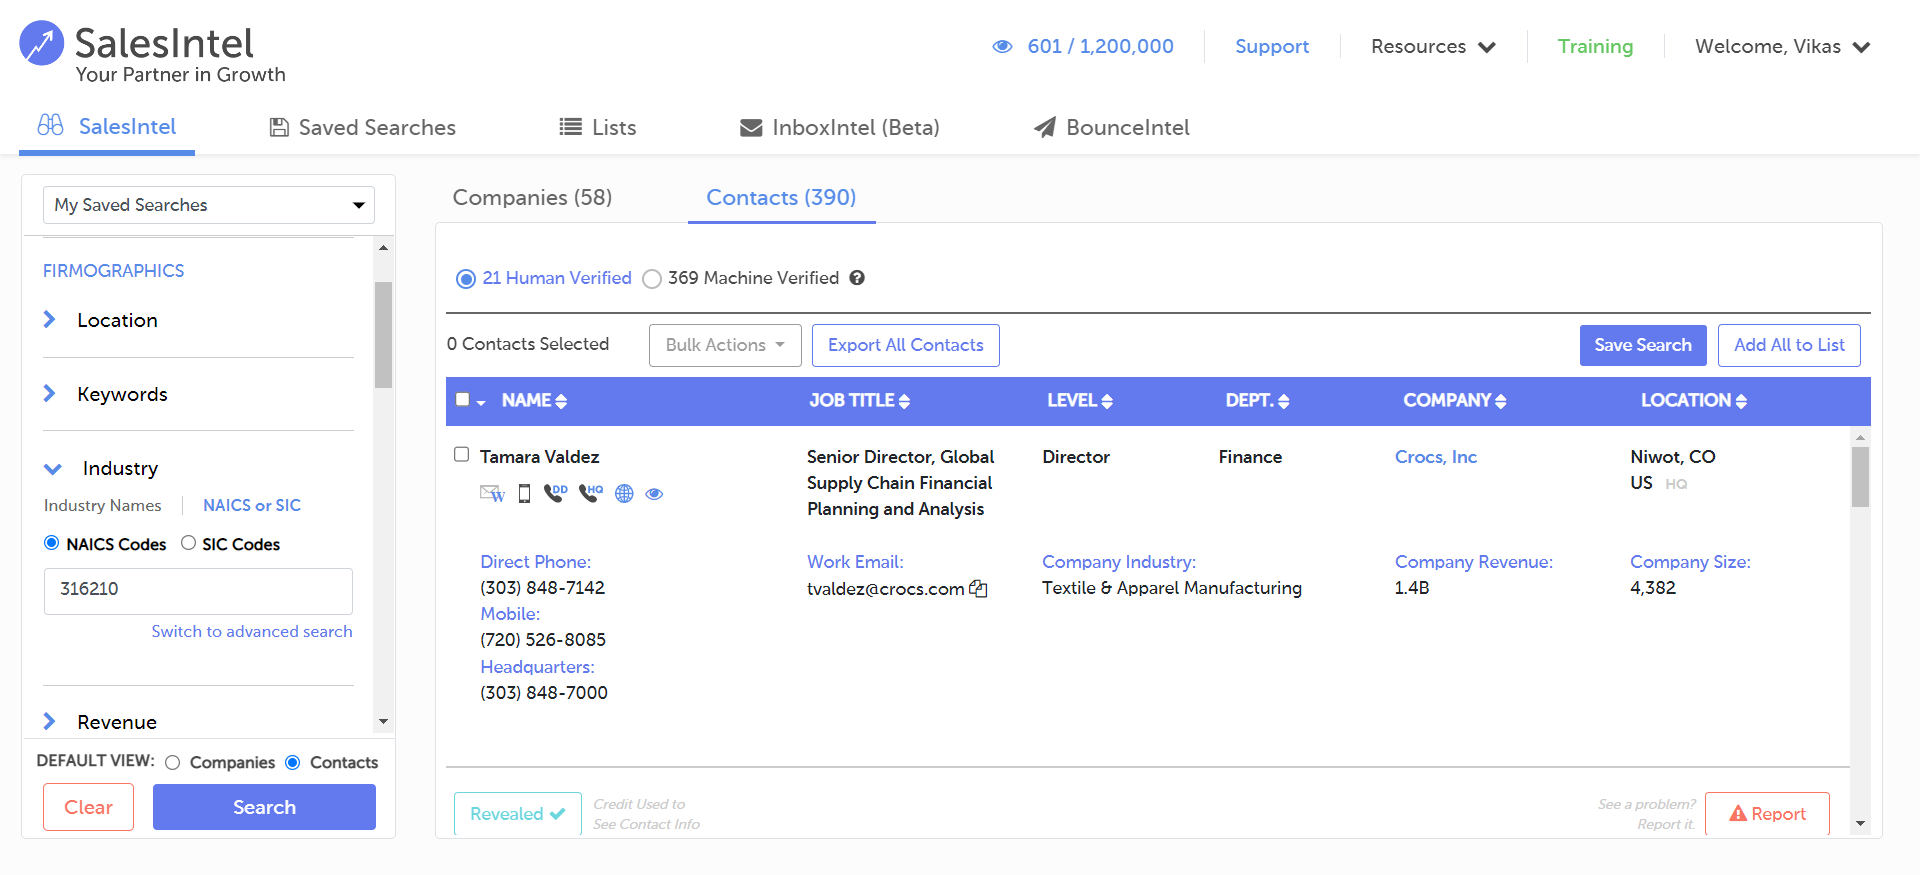 SalesIntel
Your Partner in Growth
601 / 1,200,000
Support
Resources
Training
Welcome, Vikas
SalesIntel
Saved Searches
Lists
InboxIntel (Beta)
BounceIntel
My Saved Searches
FIRMOGRAPHICS
Location
Keywords
Industry
Industry Names
NAICS or SIC
NAICS Codes
SIC Codes
316210
Switch to advanced search
Revenue
DEFAULT VIEW:
Companies
Contacts
Clear
Search
Companies (58)
Contacts (390)
21 Human Verified
369 Machine Verified
?
0 Contacts Selected
Bulk Actions
Export All Contacts
Save Search
Add All to List
NAME
JOB TITLE
LEVEL
DEPT.
COMPANY
LOCATION
Tamara Valdez
W
DD
HQ
Senior Director, Global
Supply Chain Financial
Planning and Analysis
Director
Finance
Crocs, Inc
Niwot, CO
US HQ
Direct Phone:
(303) 848-7142
Mobile:
(720) 526-8085
Headquarters:
(303) 848-7000
Work Email:
tvaldez@crocs.com
Company Industry:
Textile & Apparel Manufacturing
Company Revenue:
1.4B
Company Size:
4,382
Revealed
Credit Used to
See Contact Info
See a problem?
Report it.
Report